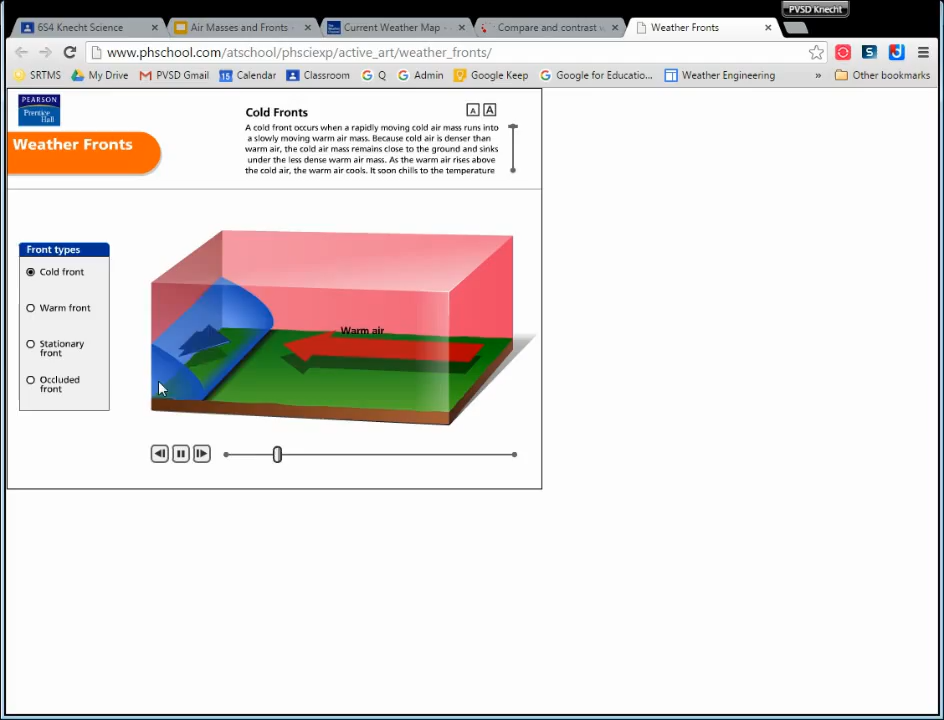 PVSD Knecht
6S4 Knecht Science
Air Masses and Fronts -
Current Weather Map -
Compare and contrast
Weather Fronts
www.phschool.com/atschool/phsciexp/active_art/weather_fronts/
SRTMS
My Drive
PVSD Gmail
Calendar
Classroom
Q
Admin
Google Keep
Google for Educatio...
Weather Engineering
»
Other bookmarks
PEARSON
Prentice
Hall
Weather Fronts
Cold Fronts
A A
A cold front occurs when a rapidly moving cold air mass runs into
a slowly moving warm air mass. Because cold air is denser than
warm air, the cold air mass remains close to the ground and sinks
under the less dense warm air mass. As the warm air rises above
the cold air, the warm air cools. It soon chills to the temperature
Front types
Cold front
Warm front
Stationary
front
Occluded
front
Warm air